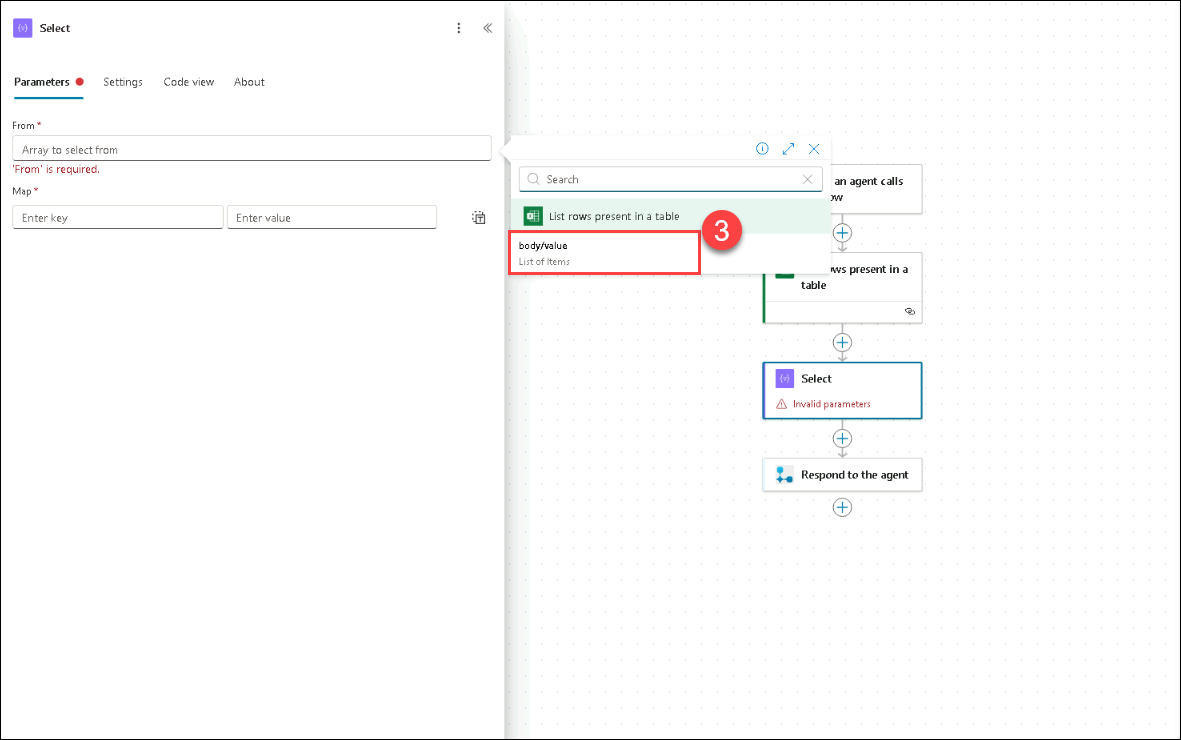 Select
Parameters
Settings
Code view
About
From *
Array to select from
'From' is required.
Map *
Enter key
Enter value
Search
List rows present in a table
body/value
List of Items
3
an agent calls
ow
ws present in a
table
Select
Invalid parameters
Respond to the agent